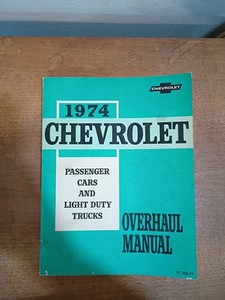 CHEVROLET
1974
CHEVROLET
PASSENGER
CARS
AND
LIGHT DUTY
TRUCKS
OVERHAUL
MANUAL